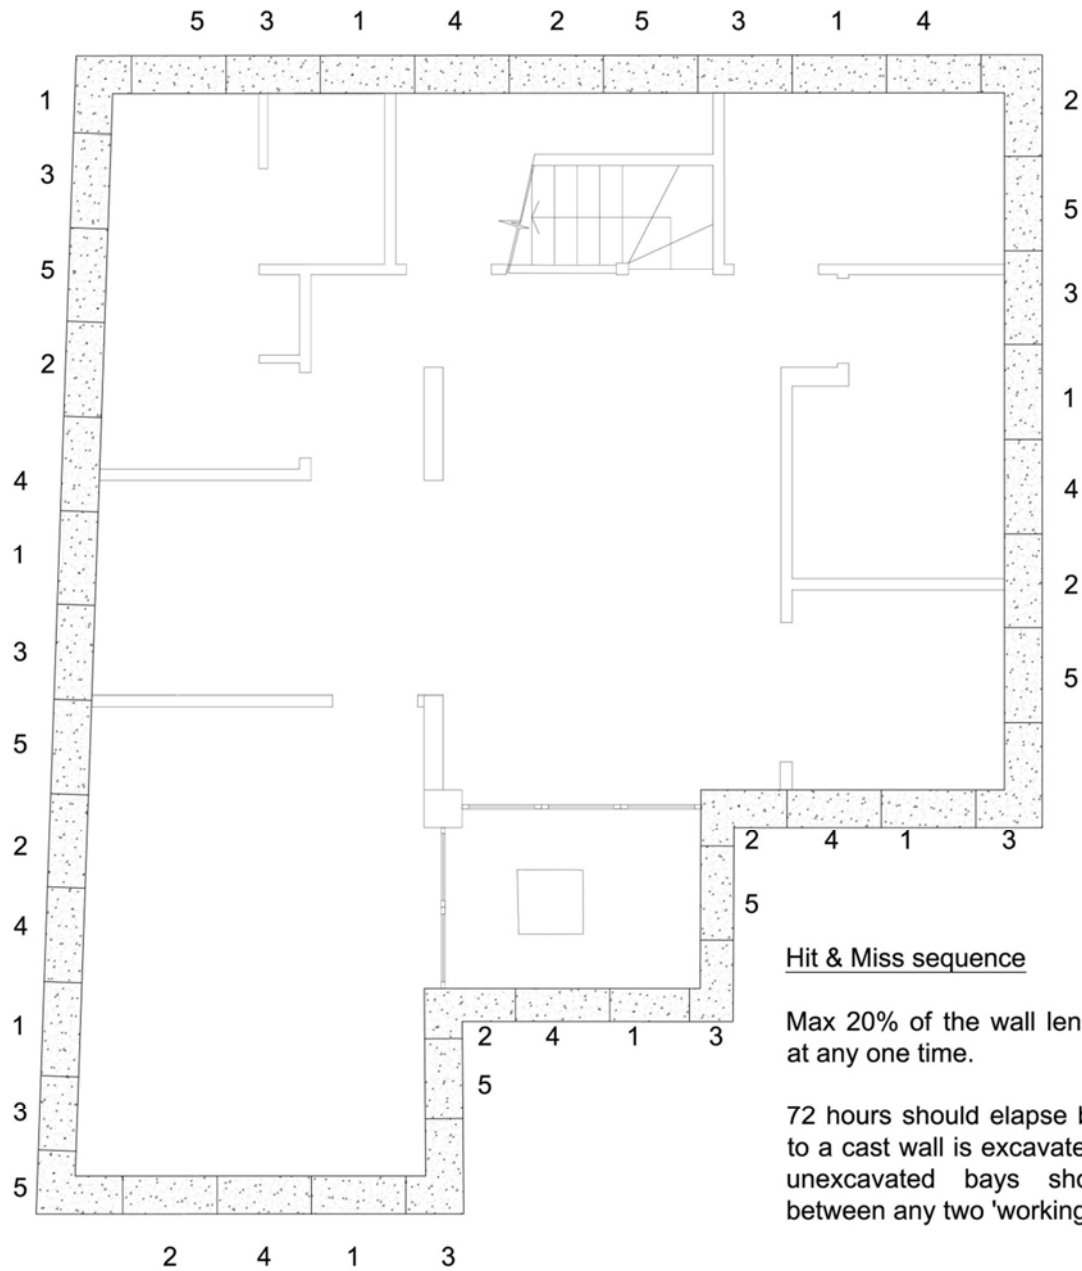 5 3 1 4 2 5 3 1 4
1 2
3
5
5
3
2
1
4 4
1
2
3
5
5
2 2 4 1 3
5
4
Hit & Miss sequence
1
Max 20% of the wall len
2 4 1 3
at any one time.
5
3
72 hours should elapse
to a cast wall is excavate
5
unexcavated bays sho
between any two 'working
2 4 1 3